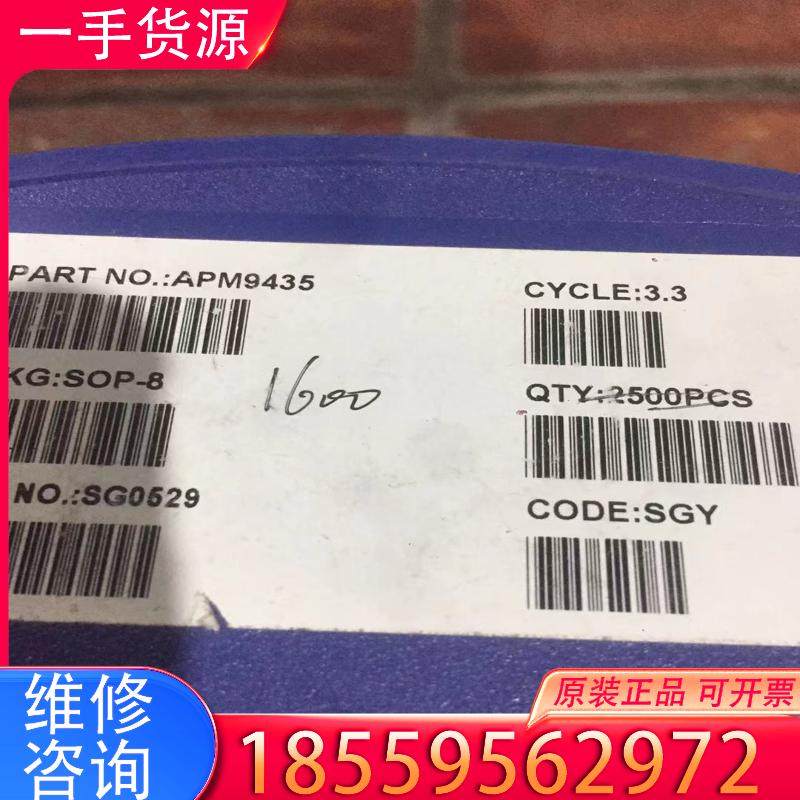 一手货源
PART NO.:APM9435
CYCLE:3.3
KG:SOP-8
1600
QTY:2500PCS
NO.:SG0529
CODE:SGY
原装正品 可开票
维修
咨询
18559562972